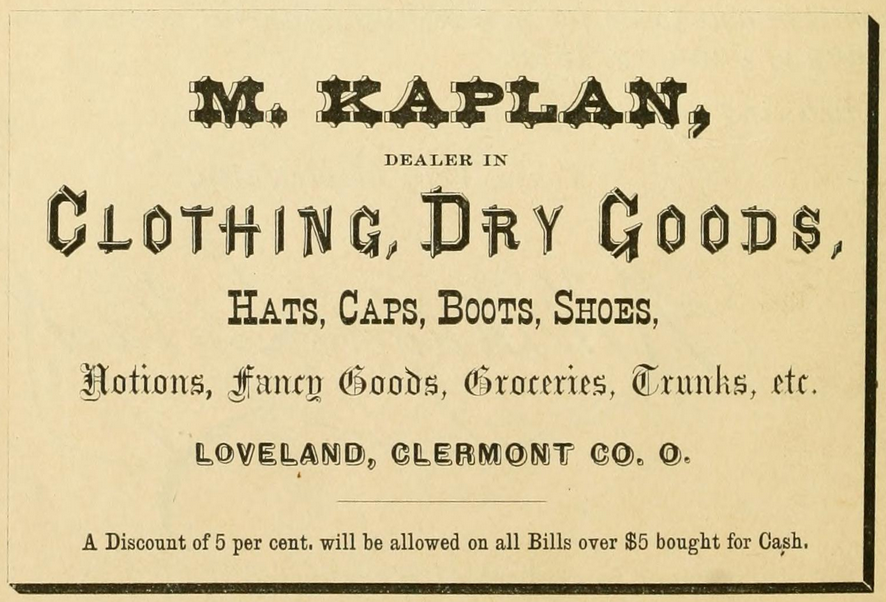 M. KAPLAN,
DEALER IN
CLOTHING, DRY GOODS,
HATS, CAPS, BOOTS, SHOES,
Notions, Fancy Goods, Groceries, Trunks, etc.
LOVELAND, CLERMONT CO. O.
A Discount of 5 per cent. will be allowed on all Bills over $5 bought for Cash.